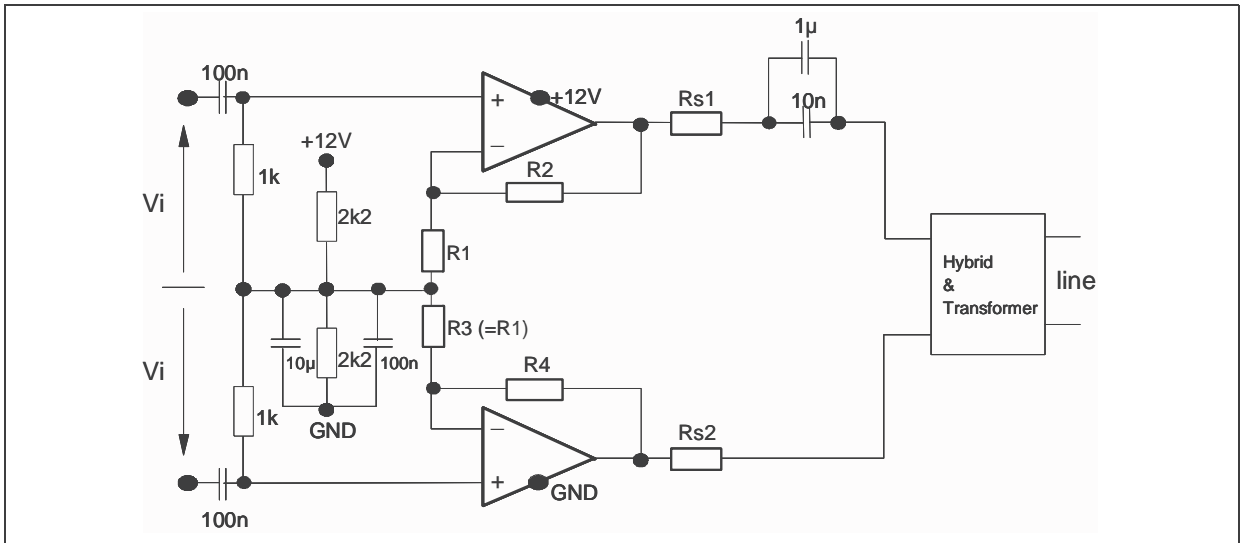 1µ
100n
+
+12V
Rs1
10n
−
+12V
1k
R2
Vi
2k2
R1
Hybrid
&
Transformer
line
R3 (=R1)
10µ
2k2
100n
Vi
R4
1k
GND
−
Rs2
+
GND
100n